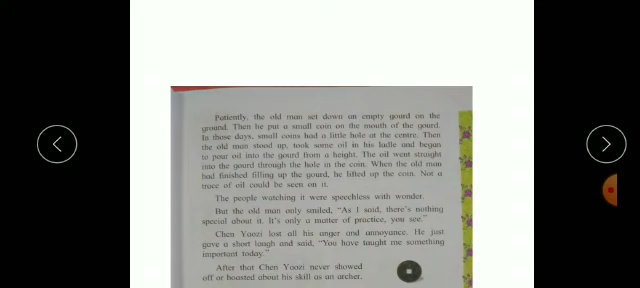 Patiently, the old man set down an empty gourd on the
ground. Then he put a small coin on the mouth of the gourd.
In those days, small coins had a little hole at the centre. Then
the old man stood up, took some oil in his ladle and began
to pour oil into the gourd from a height. The oil went straight
into the gourd through the hole in the coin. When the old man
had finished filling up the gourd, he lifted up the coin. Not a
trace of oil could be seen on it.
The people watching it were speechless with wonder.
But the old man only smiled, “As I said, there's nothing
special about it. It's only a matter of practice, you see.”
Chen Yaozi lost all his anger and annoyance. He just
gave a short laugh and said, “You have taught me something
important today.”
After that Chen Yaozi never showed
off or boasted about his skill as an archer.